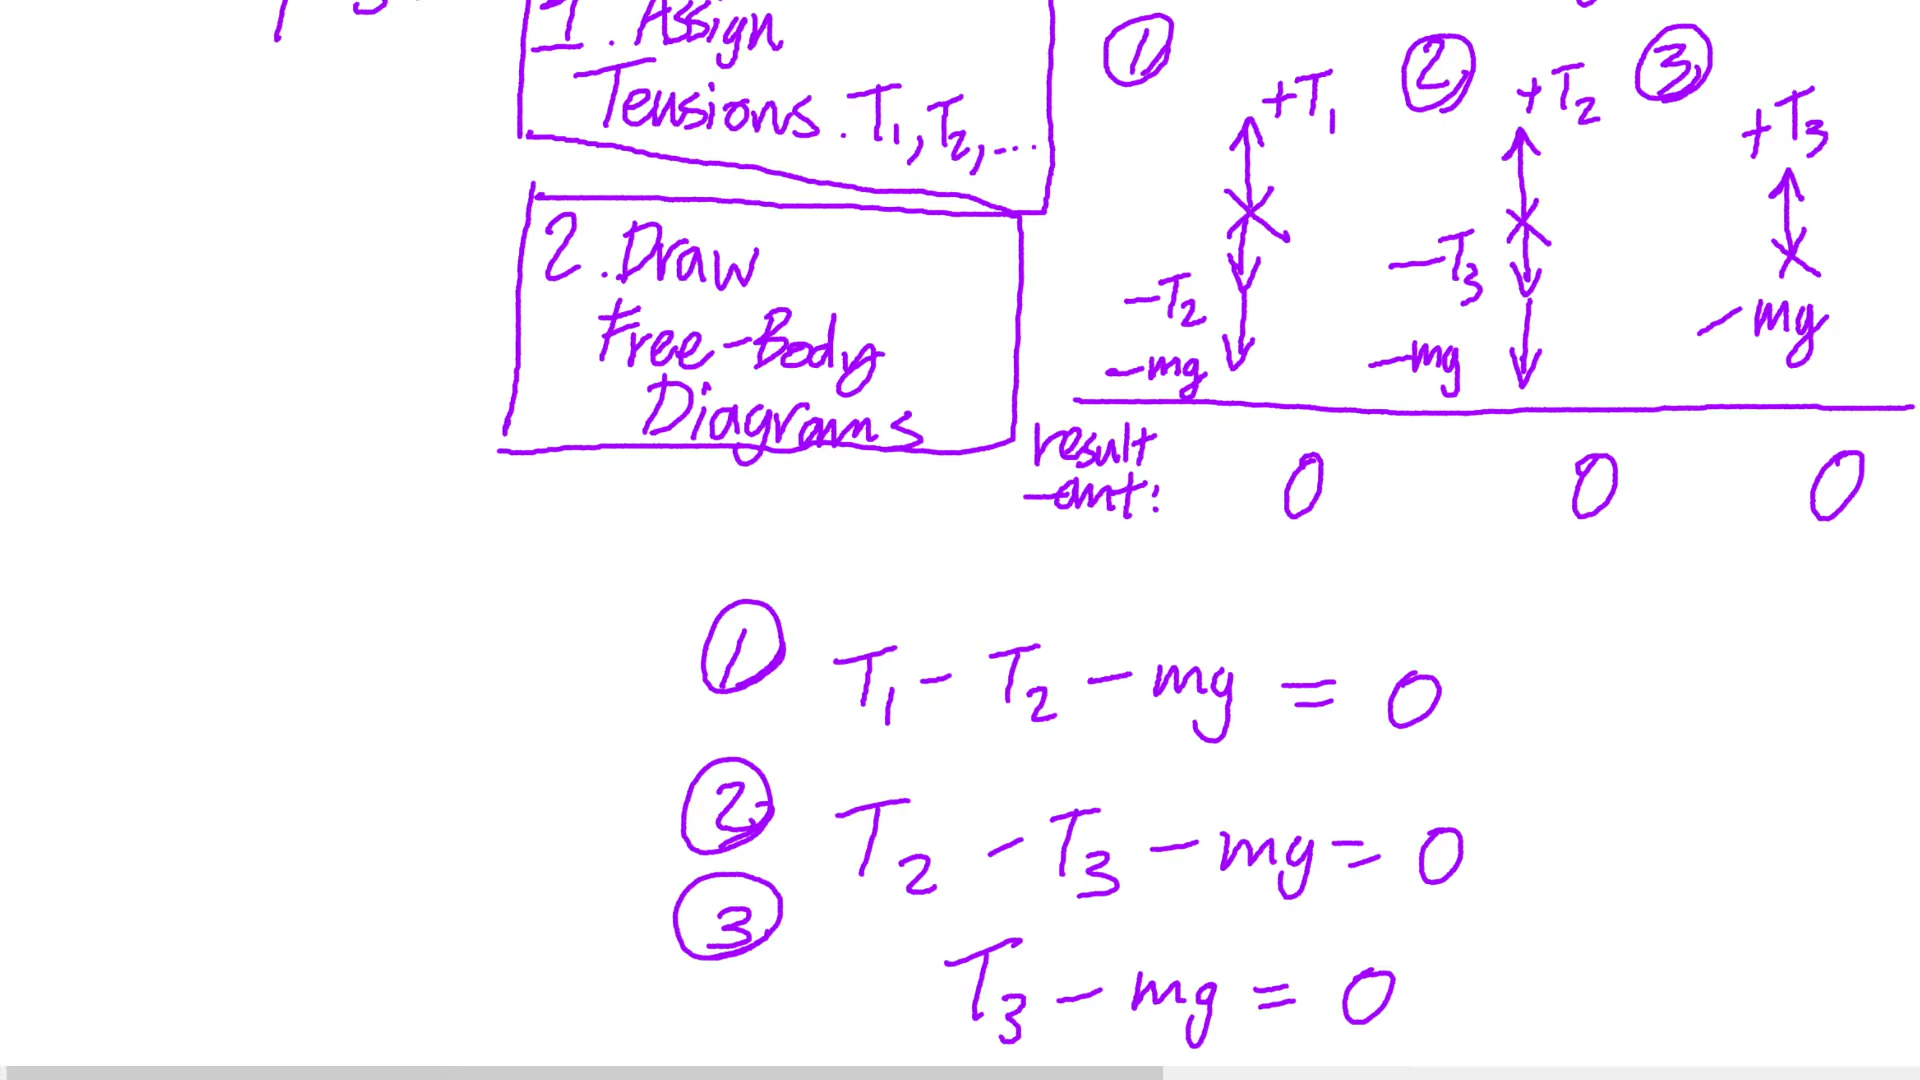 1. Assign
Tensions. T₁, T₂, ...
2. Draw
Free-Body
Diagrams
① ② ③
+T₁ +T₂ +T₃
-T₂ -T₃ -mg
-mg -mg
result
-ant: 0 0 0
① T₁ - T₂ - mg = 0
② T₂ - T₃ - mg = 0
③ T₃ - mg = 0